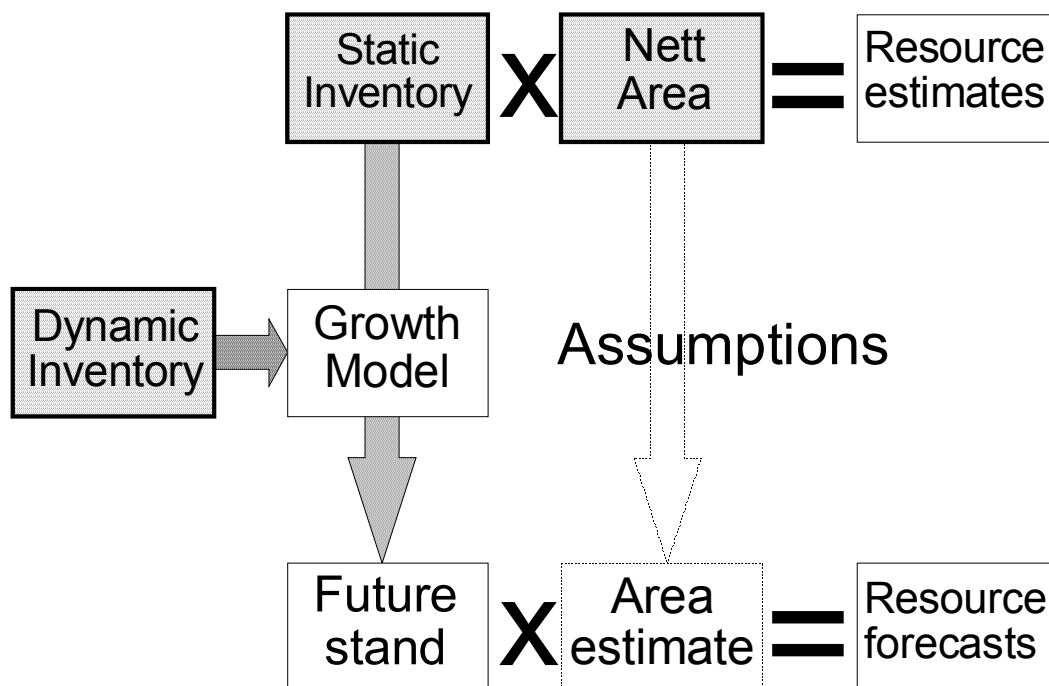 Static
Inventory
X
Nett
Area
=
Resource
estimates
Dynamic
Inventory
Growth
Model
Assumptions
Future
stand
X
Area
estimate
=
Resource
forecasts